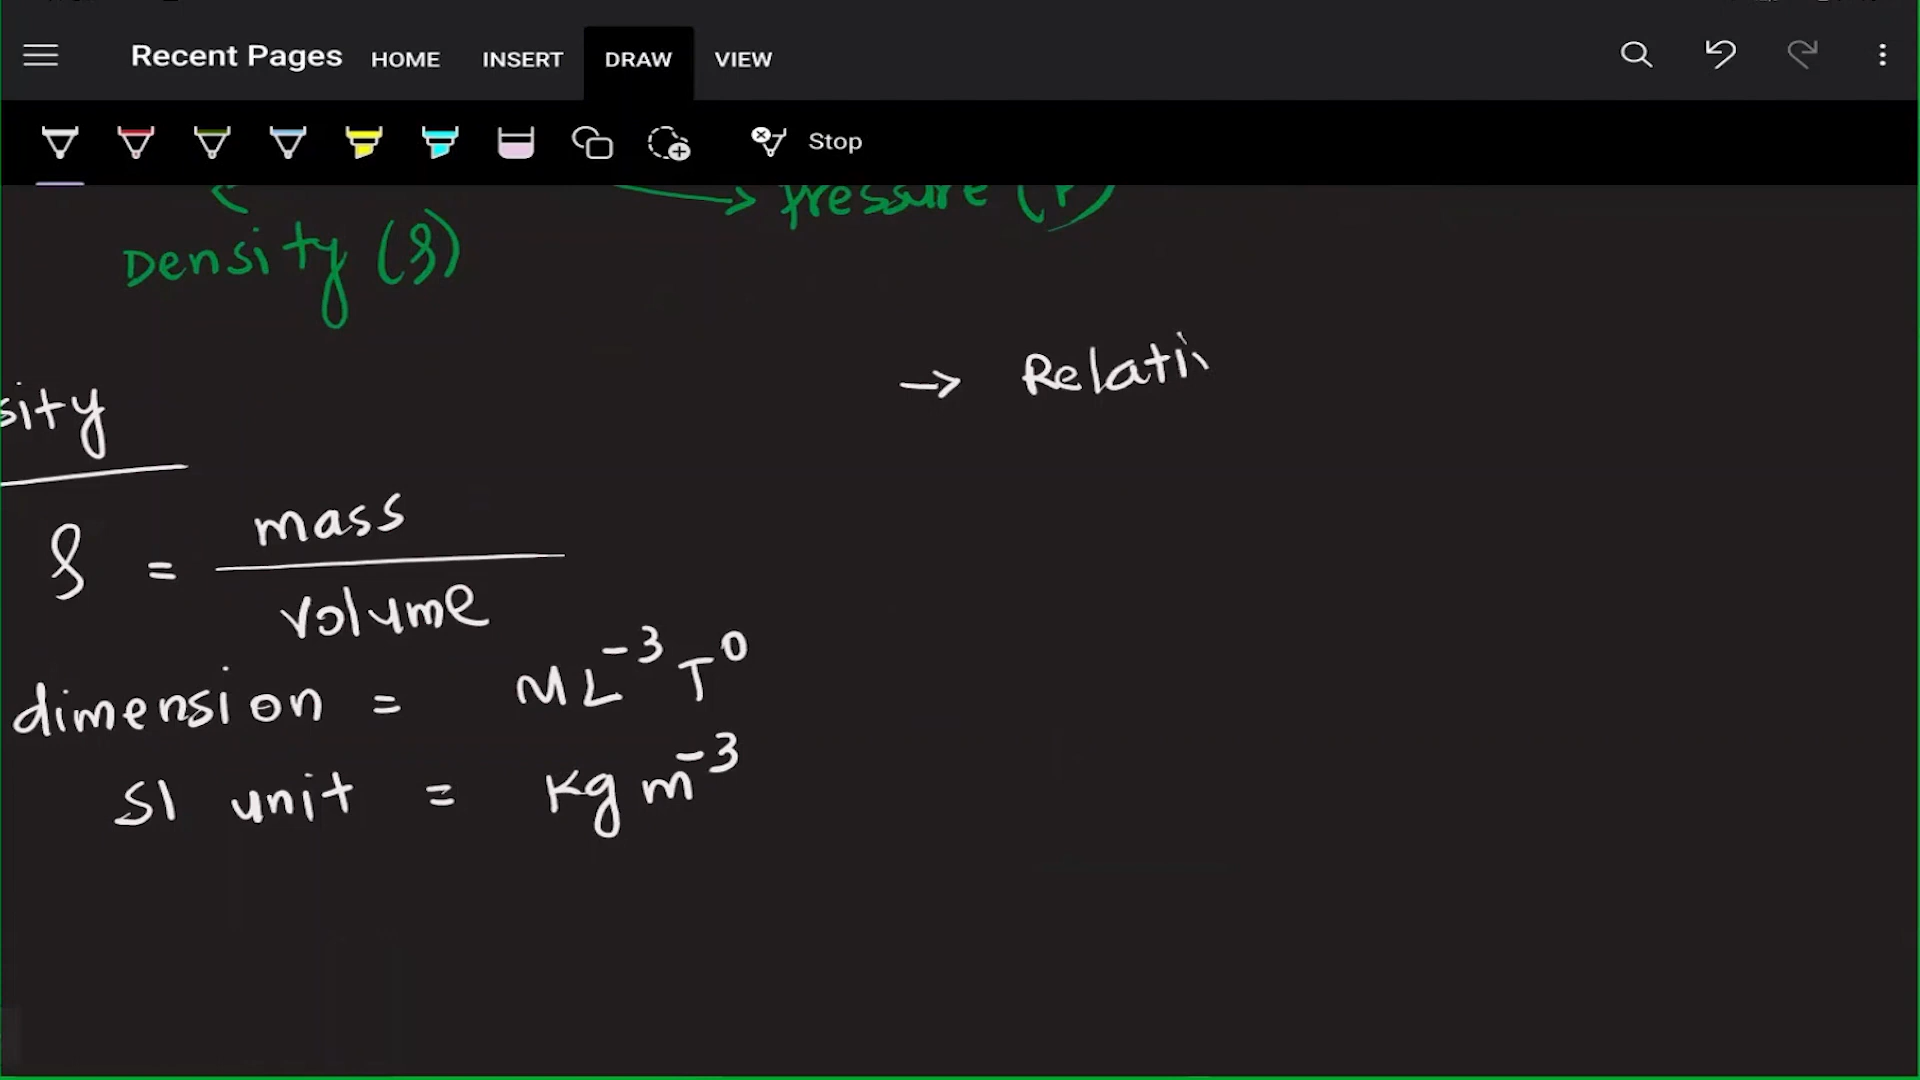 Recent Pages HOME INSERT DRAW VIEW
Stop
Pressure (P)
Density (ρ)
→ Relati
sity
ρ = mass
volume
dimension = ML⁻³T⁰
SI unit = Kg m⁻³